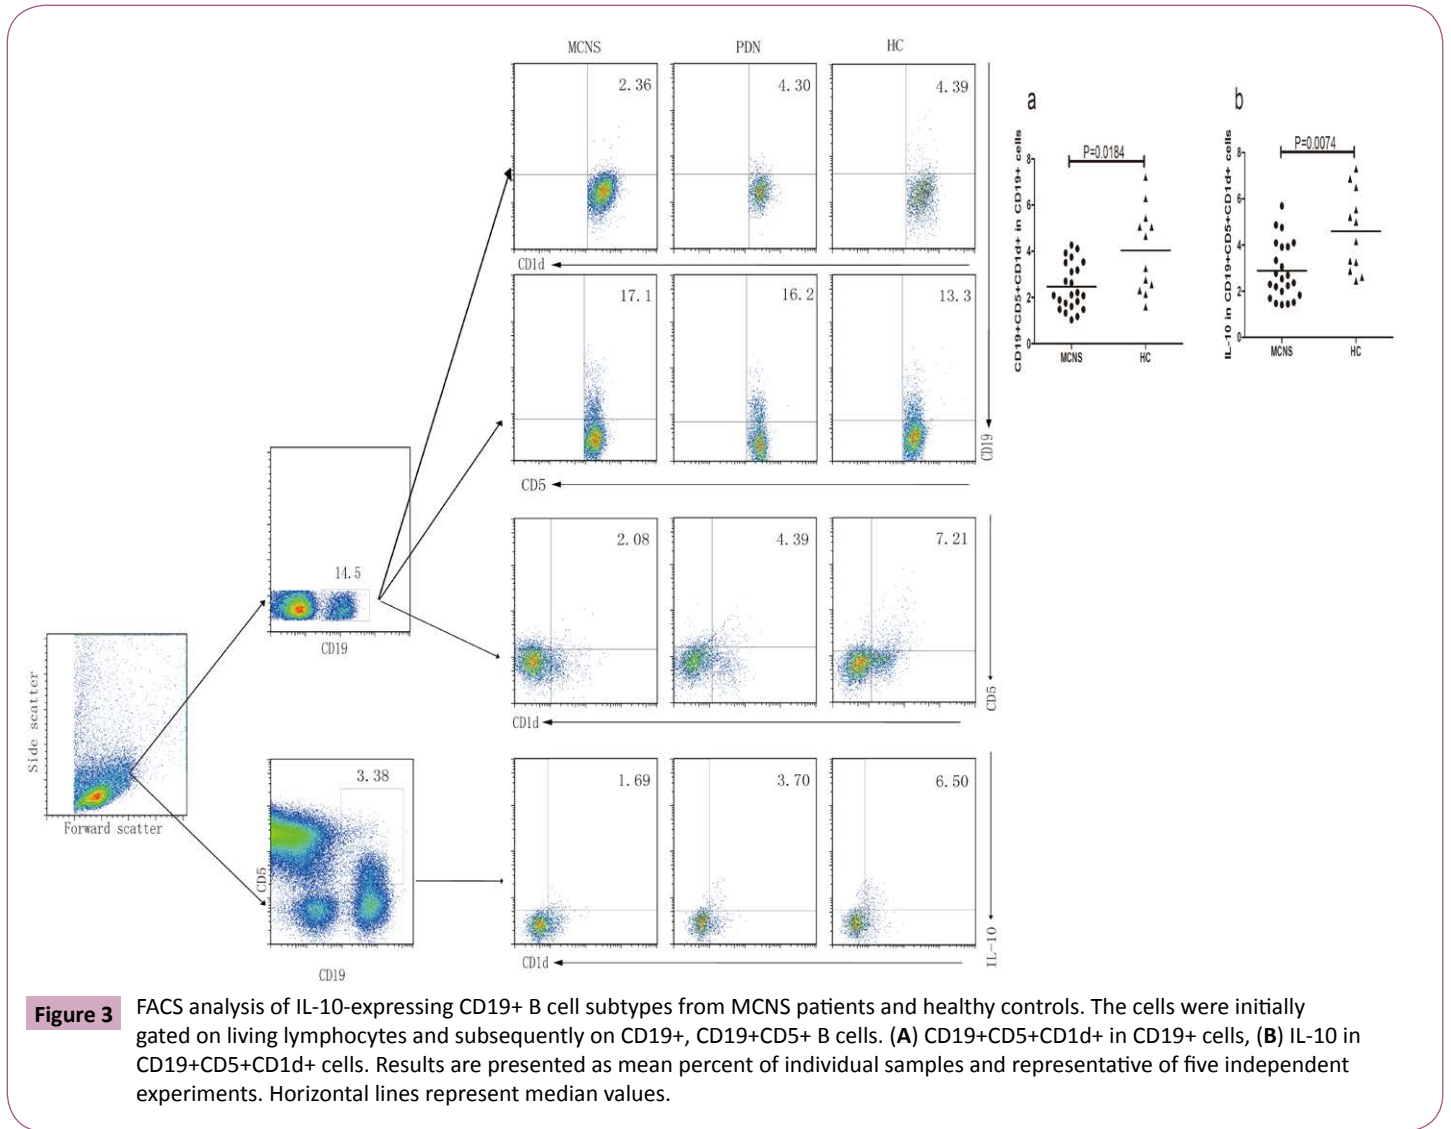 MCNS PDN HC
2.36 4.30 4.39
CD1d
17.1 16.2 13.3
CD19
CD5
14.5
CD19
2.08 4.39 7.21
CD5
CD1d
Side scatter
Forward scatter
3.38
CD5
CD19
1.69 3.70 6.50
IL-10
CD1d
a
CD19+CD5+CD1d+ in CD19+ cells
P=0.0184
8
6
4
2
0
MCNS HC
b
IL-10 in CD19+CD5+CD1d+ cells
P=0.0074
8
6
4
2
0
MCNS HC
Figure 3 FACS analysis of IL-10-expressing CD19+ B cell subtypes from MCNS patients and healthy controls. The cells were initially
gated on living lymphocytes and subsequently on CD19+, CD19+CD5+ B cells. (A) CD19+CD5+CD1d+ in CD19+ cells, (B) IL-10 in
CD19+CD5+CD1d+ cells. Results are presented as mean percent of individual samples and representative of five independent
experiments. Horizontal lines represent median values.